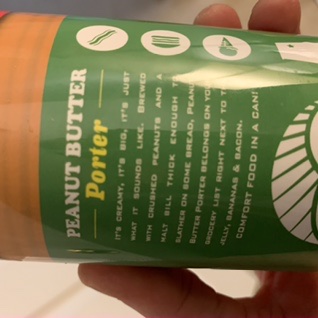 PEANUT BUTTER
Porter
IT'S CREAMY, IT'S BIG, IT'S JUST
WHAT IT SOUNDS LIKE. BREWED
WITH CRUSHED PEANUTS AND A
MALT BILL THICK ENOUGH TO
SLATHER ON SOME BREAD, PEANUT
BUTTER PORTER BELONGS ON YOUR
GROCERY LIST RIGHT NEXT TO THE
JELLY, BANANAS & BACON.
COMFORT FOOD IN A CAN!